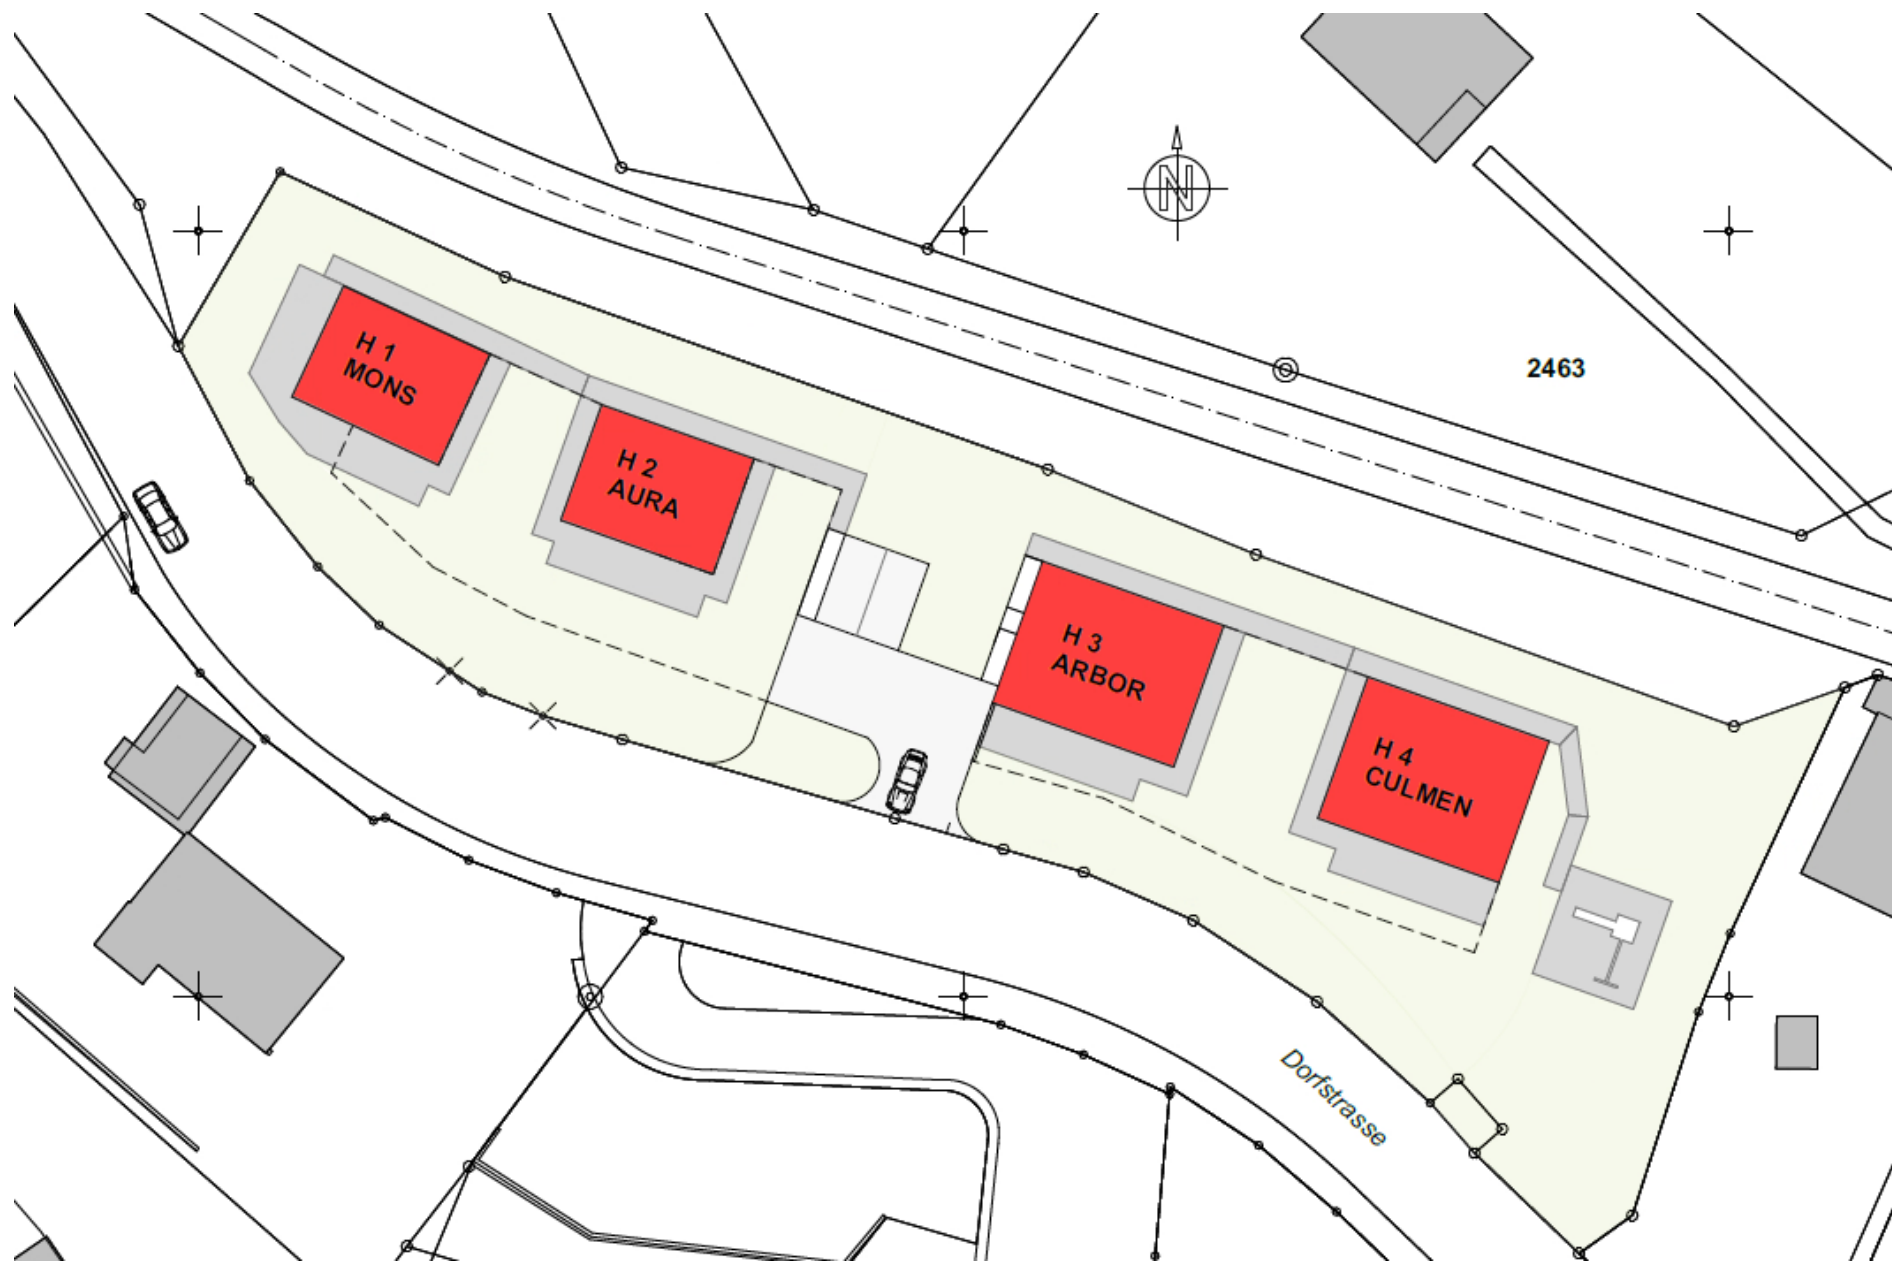 N
2463
H 1
MONS
H 2
AURA
H 3
ARBOR
H 4
CULMEN
Dorfstrasse